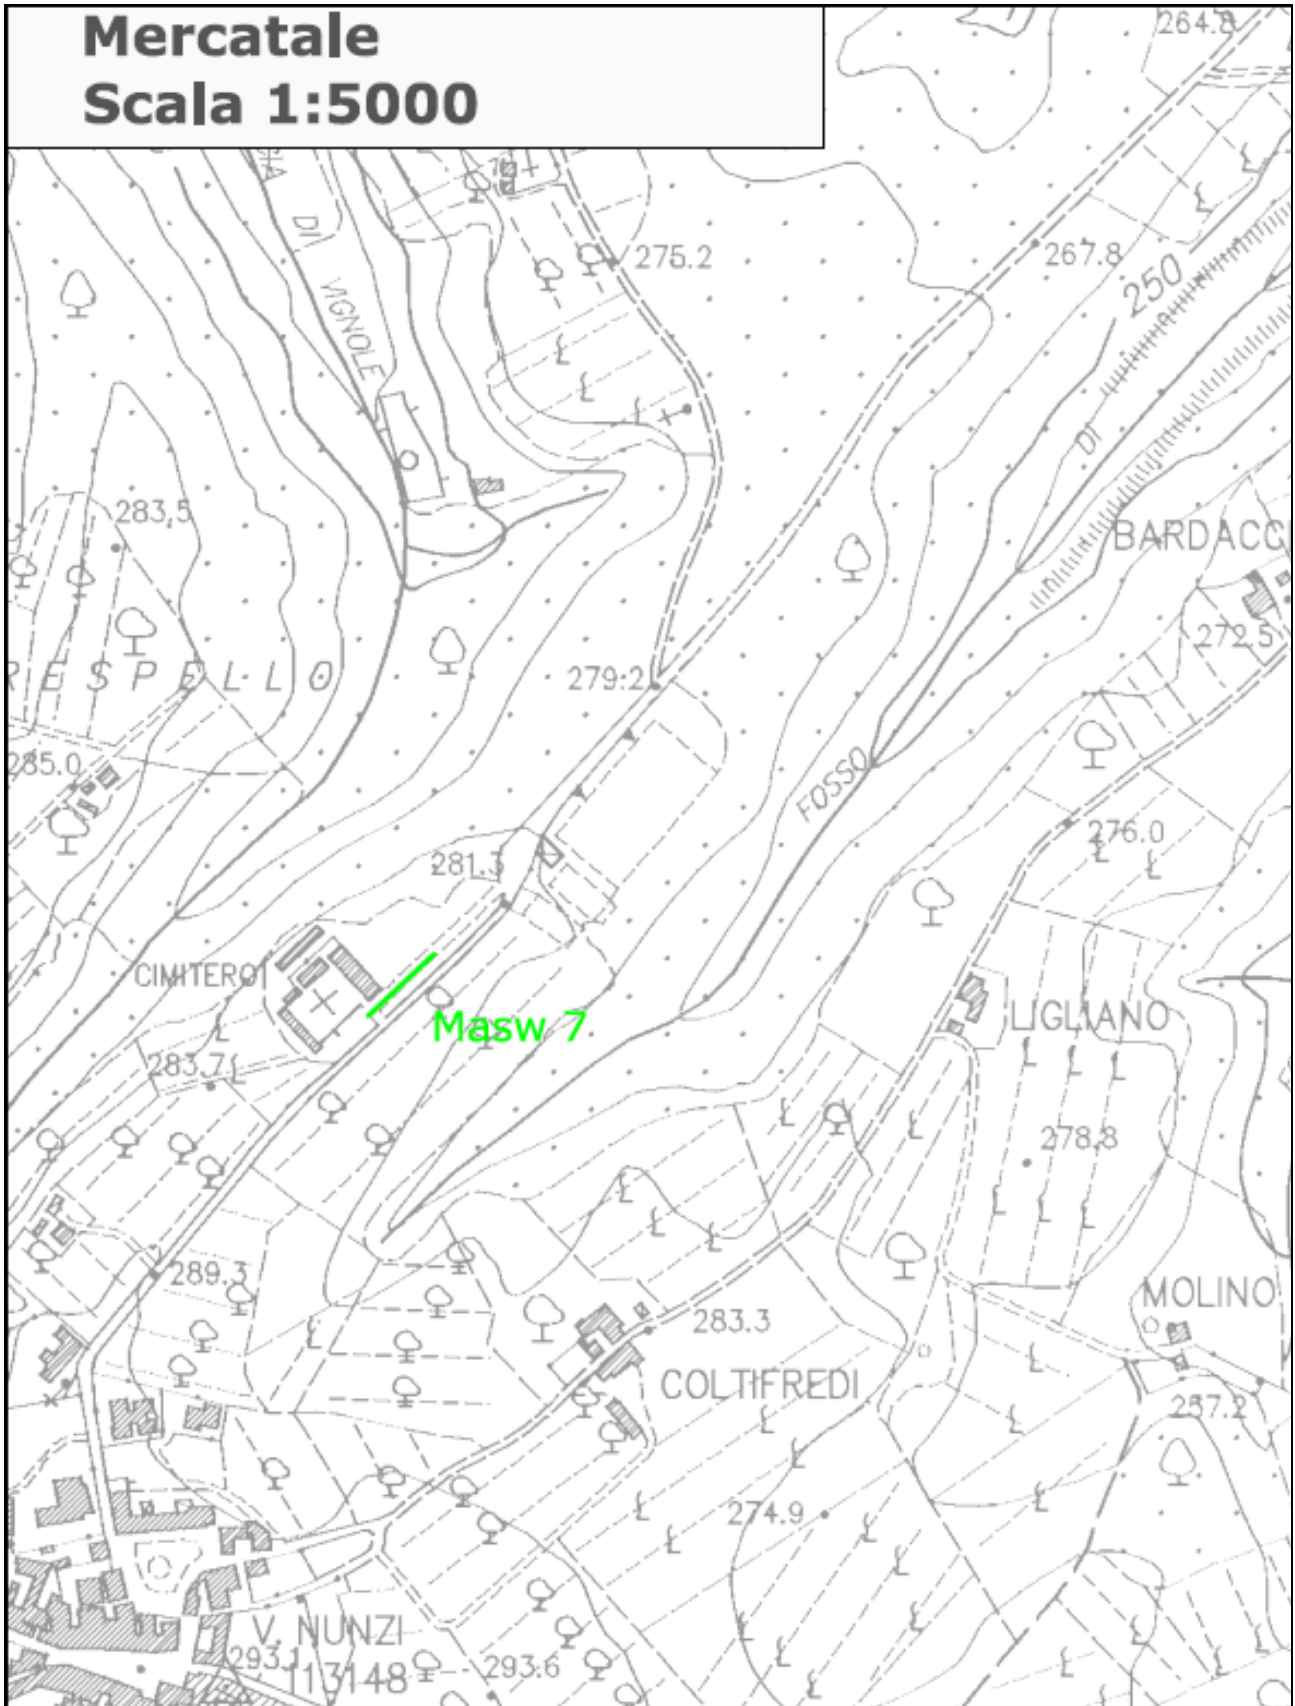 Mercatale
Scala 1:5000
264.8
DI VIGNOLE
275.2
267.8
250
DI
283.5
BARDACC
272.5
RESPELLO
279.2
285.0
FOSSO
276.0
281.3
CIMITERO
LIGLIANO
Masw 7
283.7
278.8
289.3
MOLINO
283.3
COLTIFREDI
257.2
274.9
V. NUNZI
293.1
113148
293.6